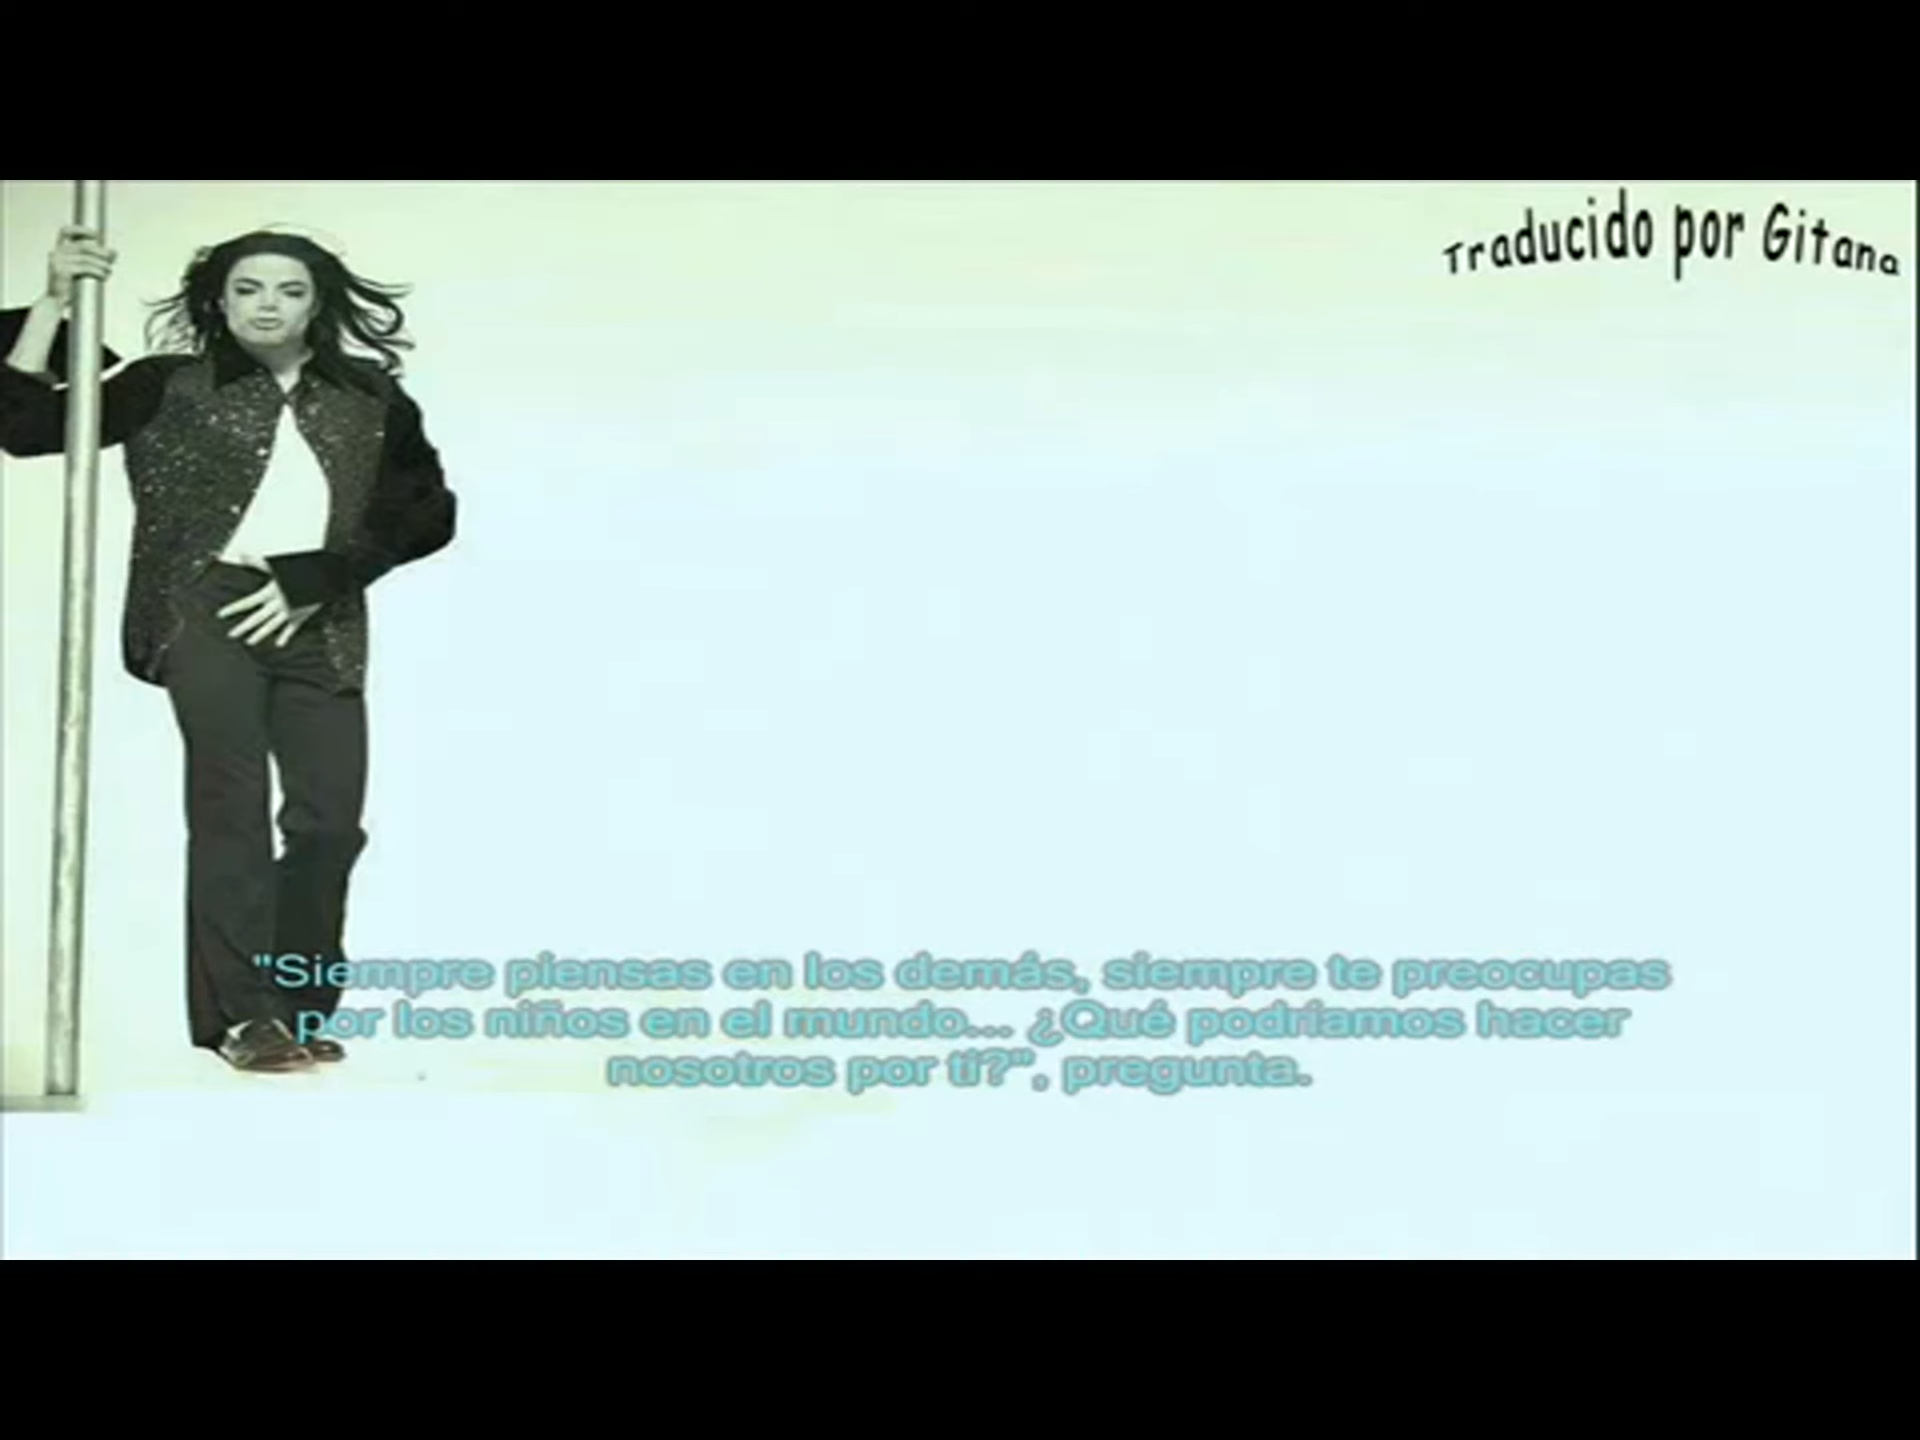 Traducido por Gitana
"Siempre piensas en los demás, siempre te preocupas
por los niños en el mundo... ¿Qué podríamos hacer
nosotros por ti?", pregunta.